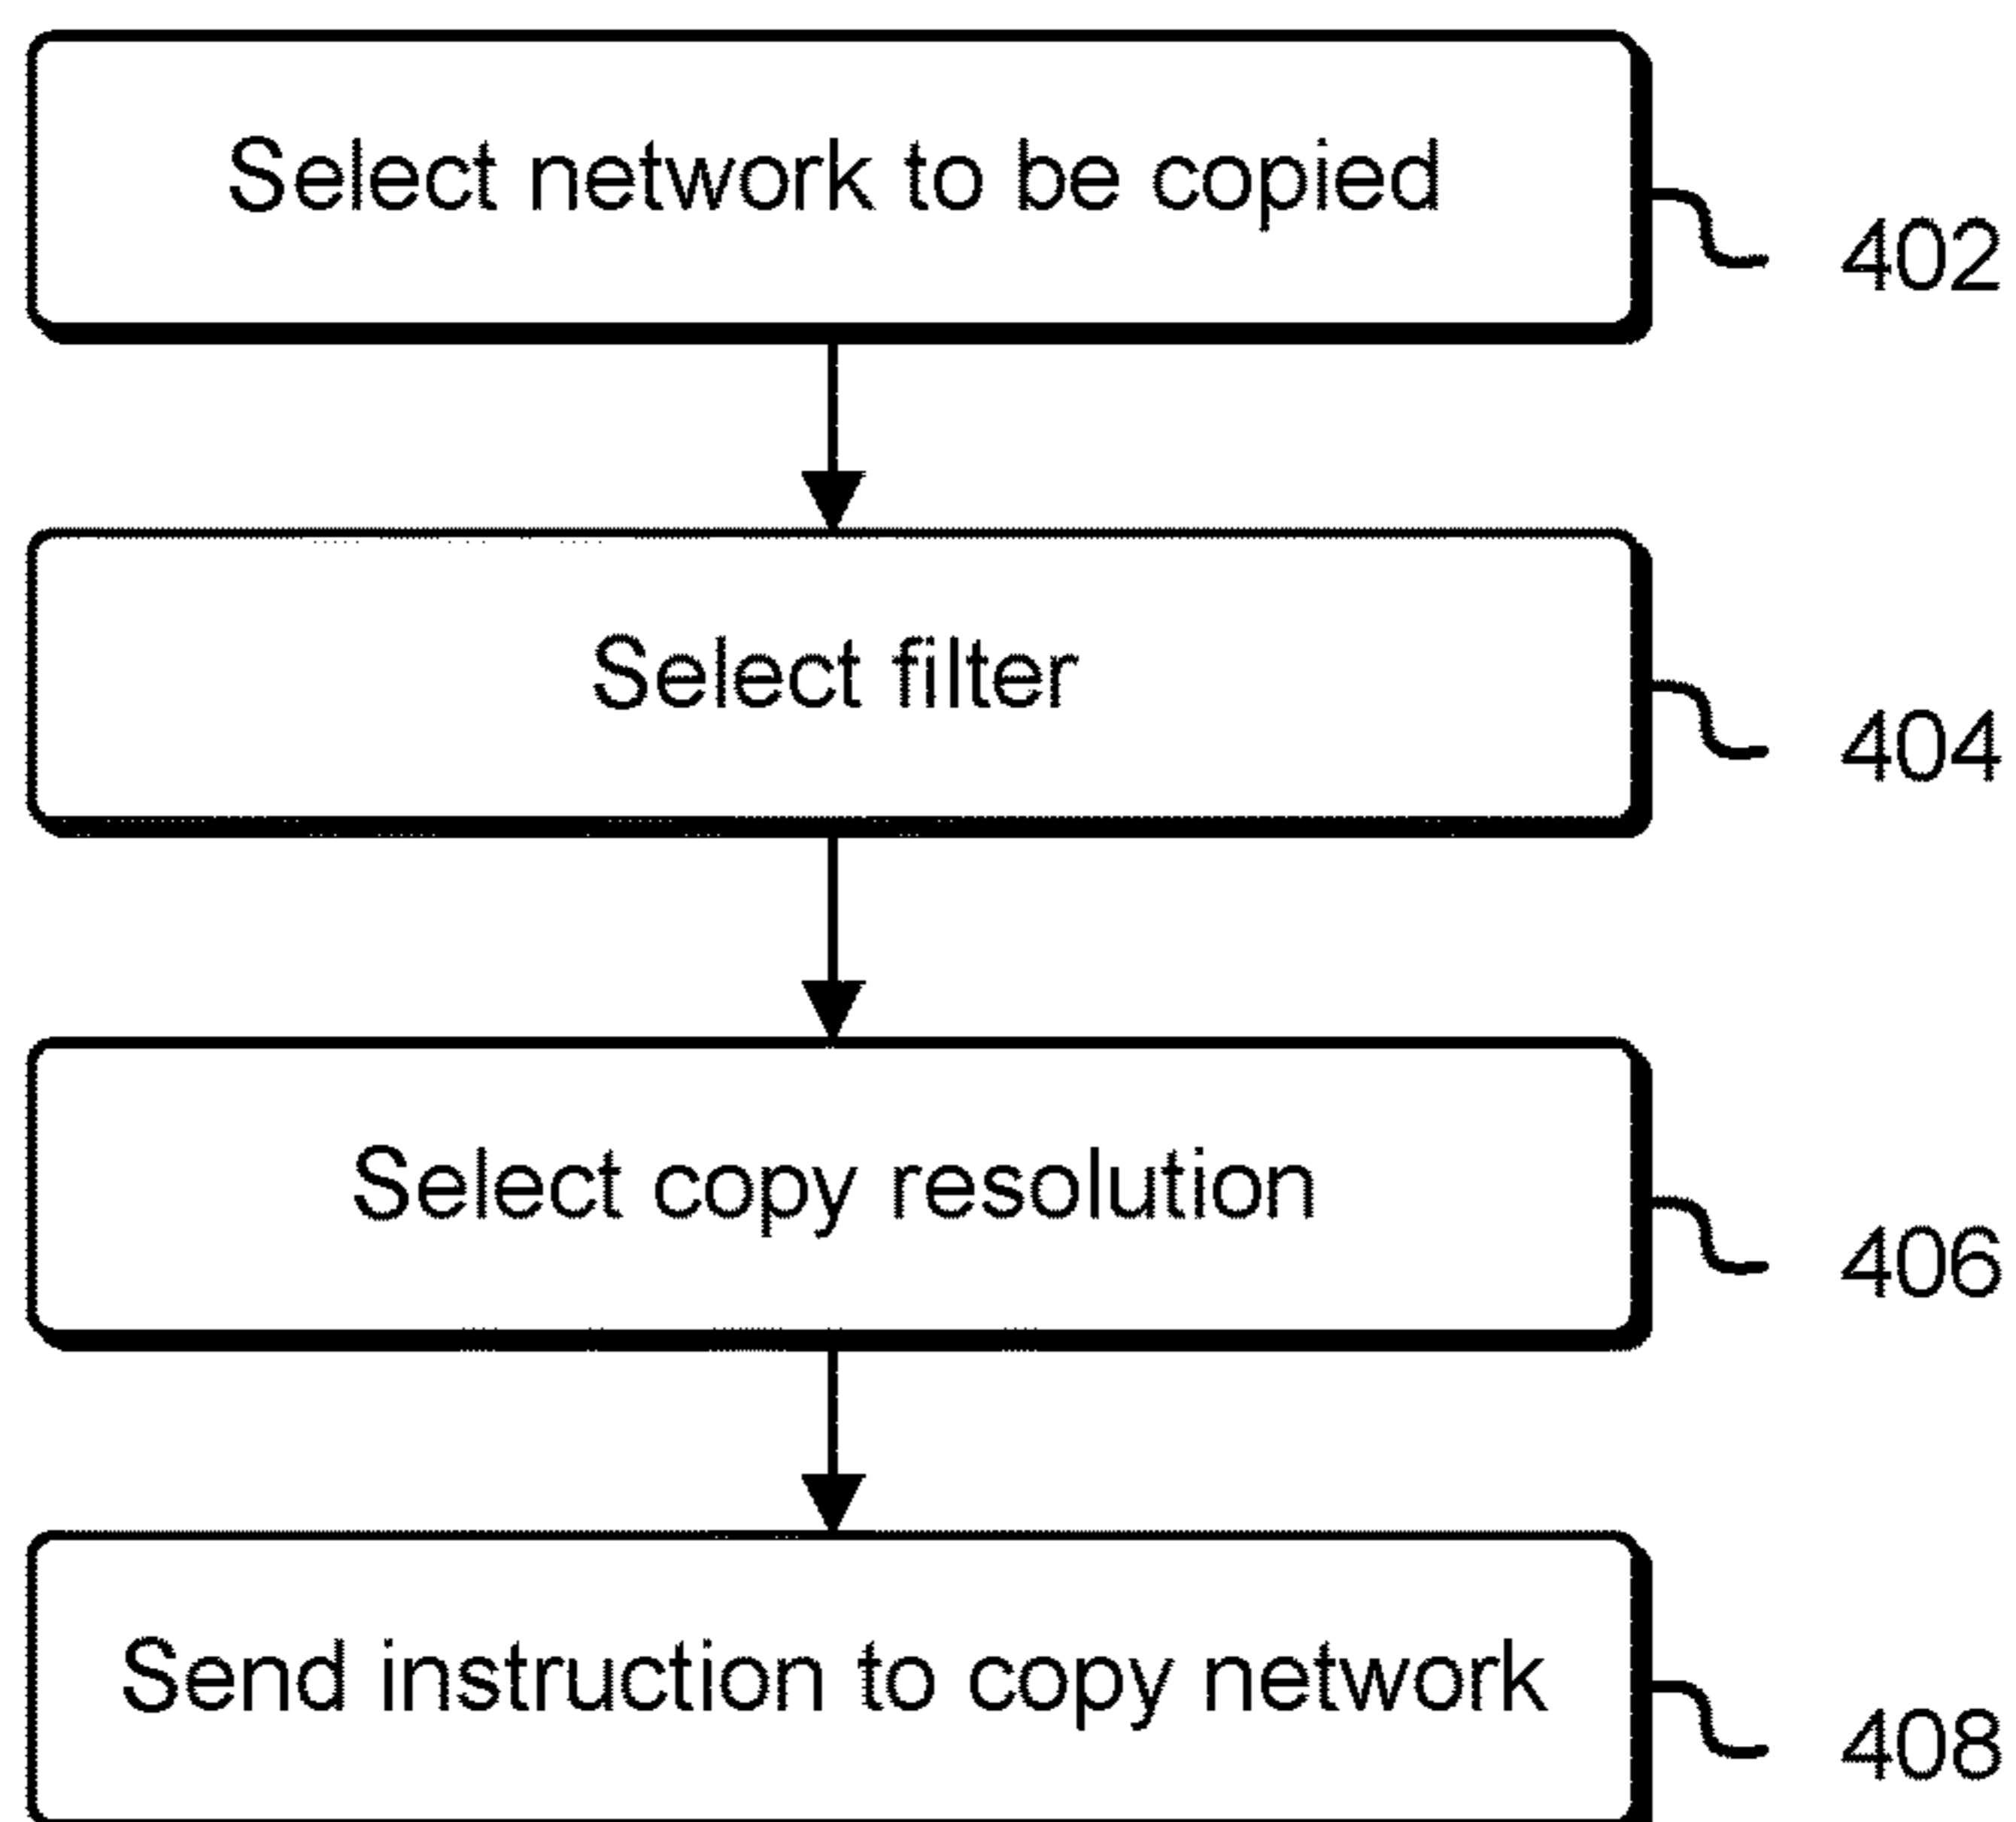 Select network to be copied
402
Select filter
404
Select copy resolution
406
Send instruction to copy network
408